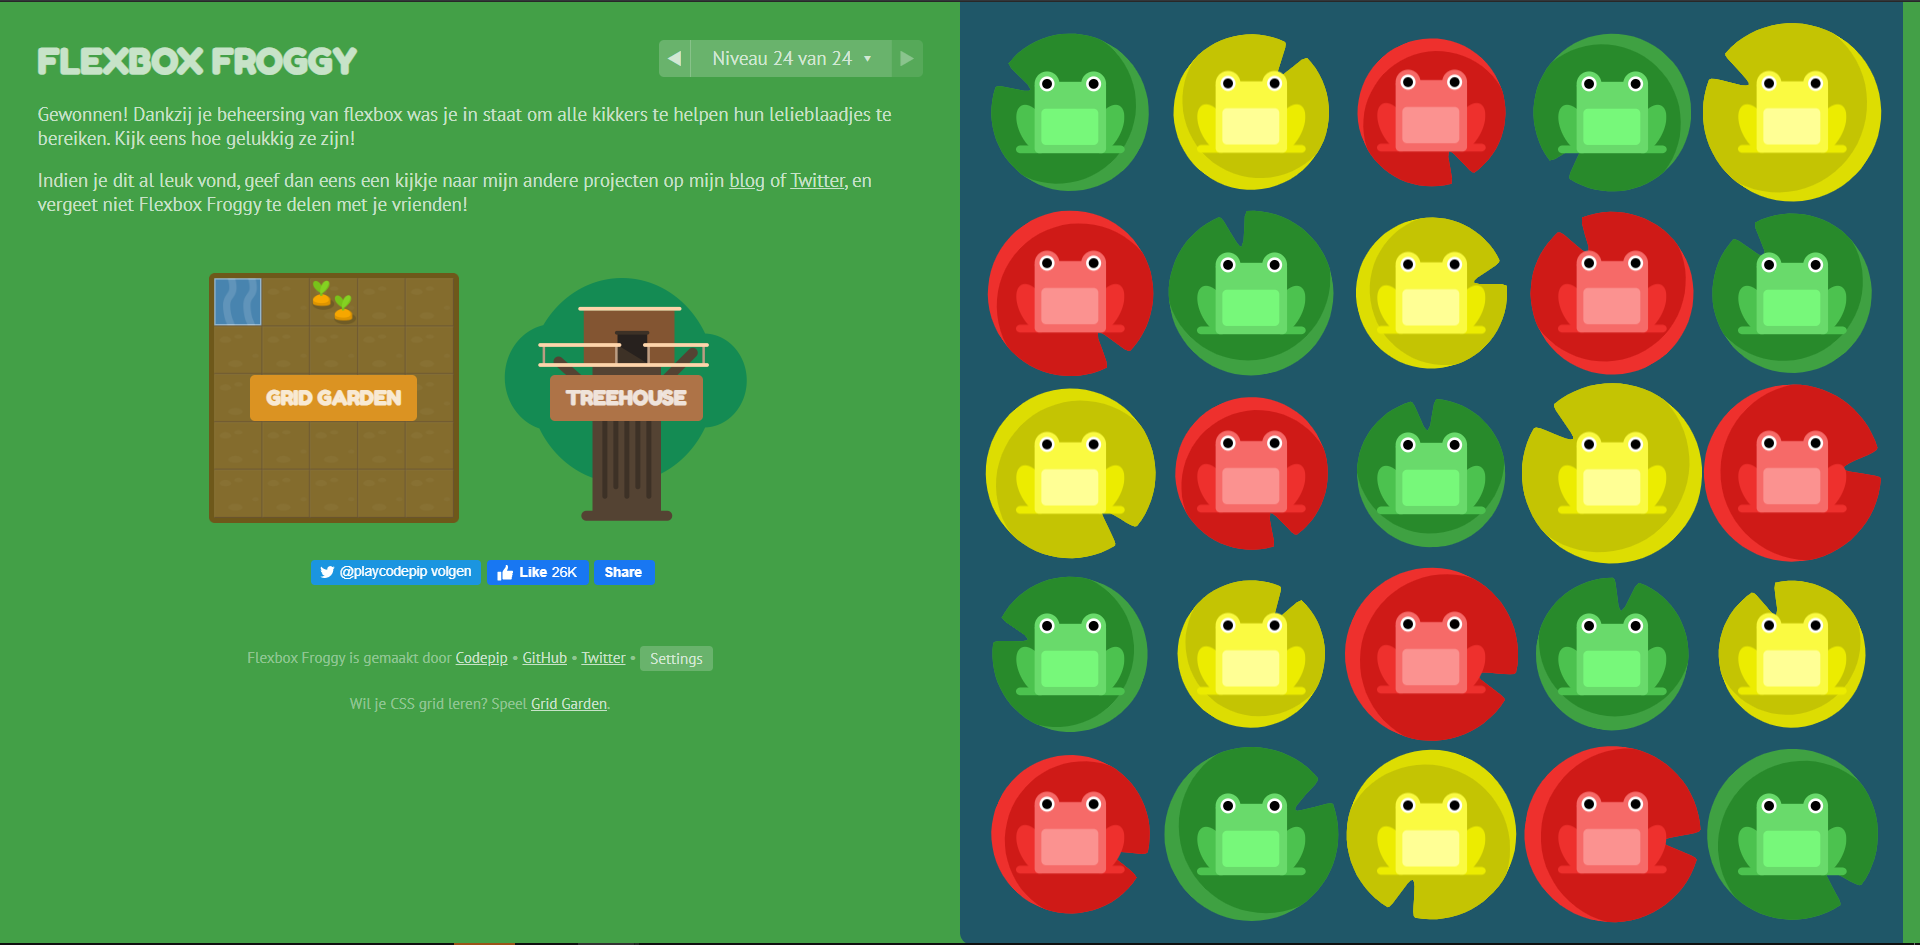 FLEXBOX FROGGY
Niveau 24 van 24
Gewonnen! Dankzij je beheersing van flexbox was je in staat om alle kikkers te helpen hun lelieblaadjes te
bereiken. Kijk eens hoe gelukkig ze zijn!
Indien je dit al leuk vond, geef dan eens een kijkje naar mijn andere projecten op mijn blog of Twitter, en
vergeet niet Flexbox Froggy te delen met je vrienden!
GRID GARDEN
TREEHOUSE
@playcodepip volgen
Like 26K
Share
Flexbox Froggy is gemaakt door Codepip • GitHub • Twitter • Settings
Wil je CSS grid leren? Speel Grid Garden.